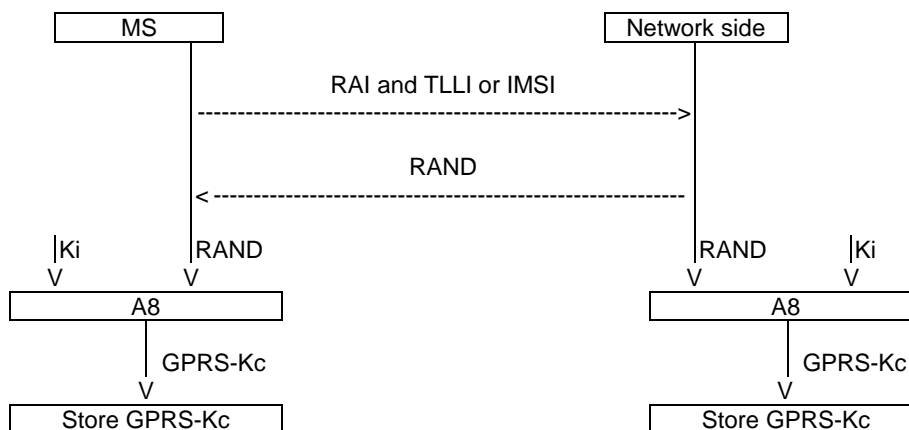 MS Network side
RAI and TLLI or IMSI
------------------------------------------------------>
RAND
< -----------------------------------------------------
Ki RAND RAND Ki
V V V V
A8 A8
GPRS-Kc GPRS-Kc
V V
Store GPRS-Kc Store GPRS-Kc